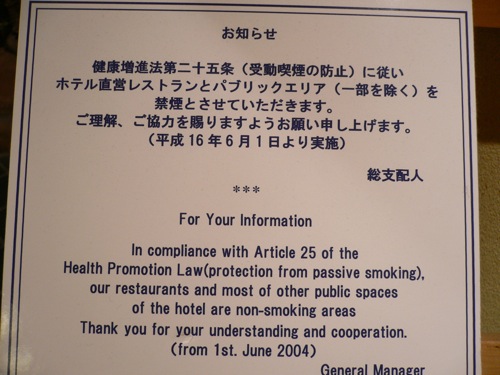 お知らせ
健康増進法第二十五条（受動喫煙の防止）に従い
ホテル直営レストランとパブリックエリア（一部を除く）を
禁煙とさせていただきます。
ご理解、ご協力を賜りますようお願い申し上げます。
（平成16年6月1日より実施）
総支配人
***
For Your Information
In compliance with Article 25 of the
Health Promotion Law(protection from passive smoking),
our restaurants and most of other public spaces
of the hotel are non-smoking areas
Thank you for your understanding and cooperation.
(from 1st. June 2004)
General Manager